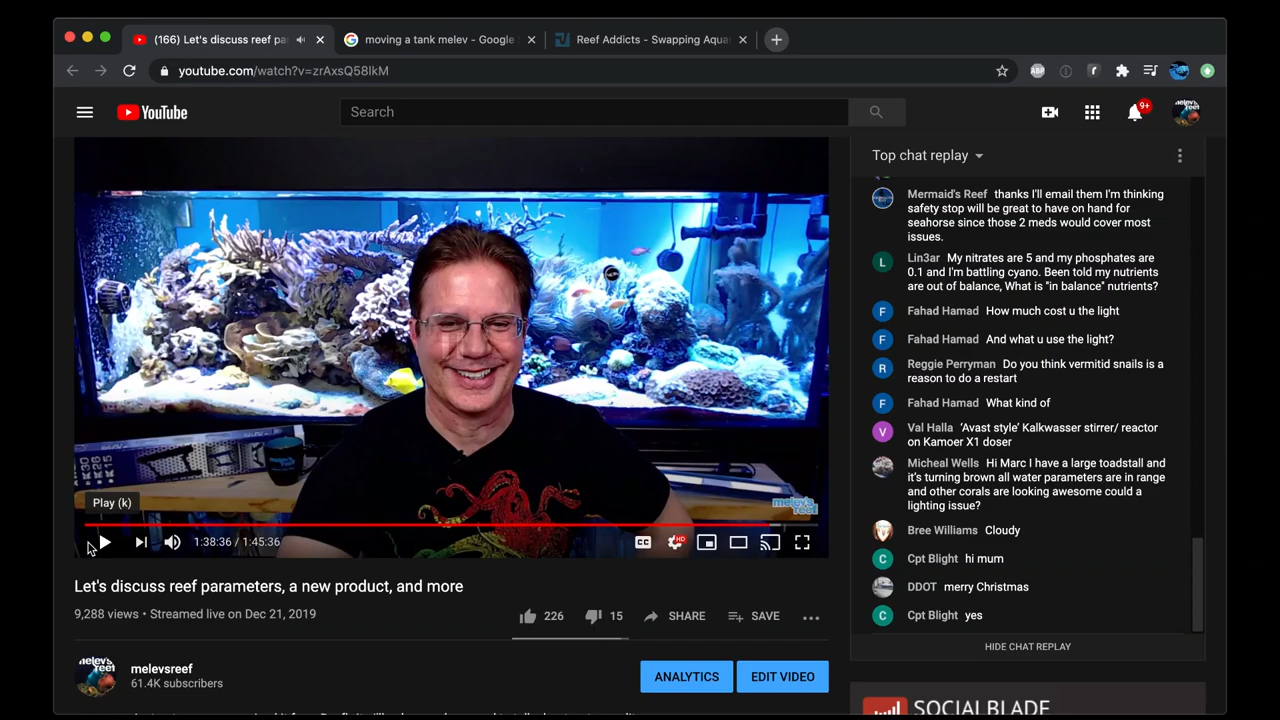 (166) Let's discuss reef pa
moving a tank melev - Google
Reef Addicts - Swapping Aqua
youtube.com/watch?v=zrAxsQ58lkM
ABP
YouTube
Search
9+
melev's reef
Top chat replay
Mermaid's Reef thanks I'll email them I'm thinking
safety stop will be great to have on hand for
seahorse since those 2 meds would cover most
issues.
L Lin3ar My nitrates are 5 and my phosphates are
0.1 and I'm battling cyano. Been told my nutrients
are out of balance, What is "in balance" nutrients?
F Fahad Hamad How much cost u the light
F Fahad Hamad And what u use the light?
R Reggie Perryman Do you think vermitid snails is a
reason to do a restart
F Fahad Hamad What kind of
V Val Halla ‘Avast style’ Kalkwasser stirrer/ reactor
on Kamoer X1 doser
Micheal Wells Hi Marc I have a large toadstall and
it's turning brown all water parameters are in range
and other corals are looking awesome could a
lighting issue?
Bree Williams Cloudy
C Cpt Blight hi mum
DDOT merry Christmas
C Cpt Blight yes
HIDE CHAT REPLAY
melev's
reef
melev's
reef
Play (k)
1:38:36 / 1:45:36
CC
HD
Let's discuss reef parameters, a new product, and more
9,288 views • Streamed live on Dec 21, 2019
226
15
SHARE
SAVE
melev's
reef
melevsreef
61.4K subscribers
ANALYTICS
EDIT VIDEO
SOCIALBLADE